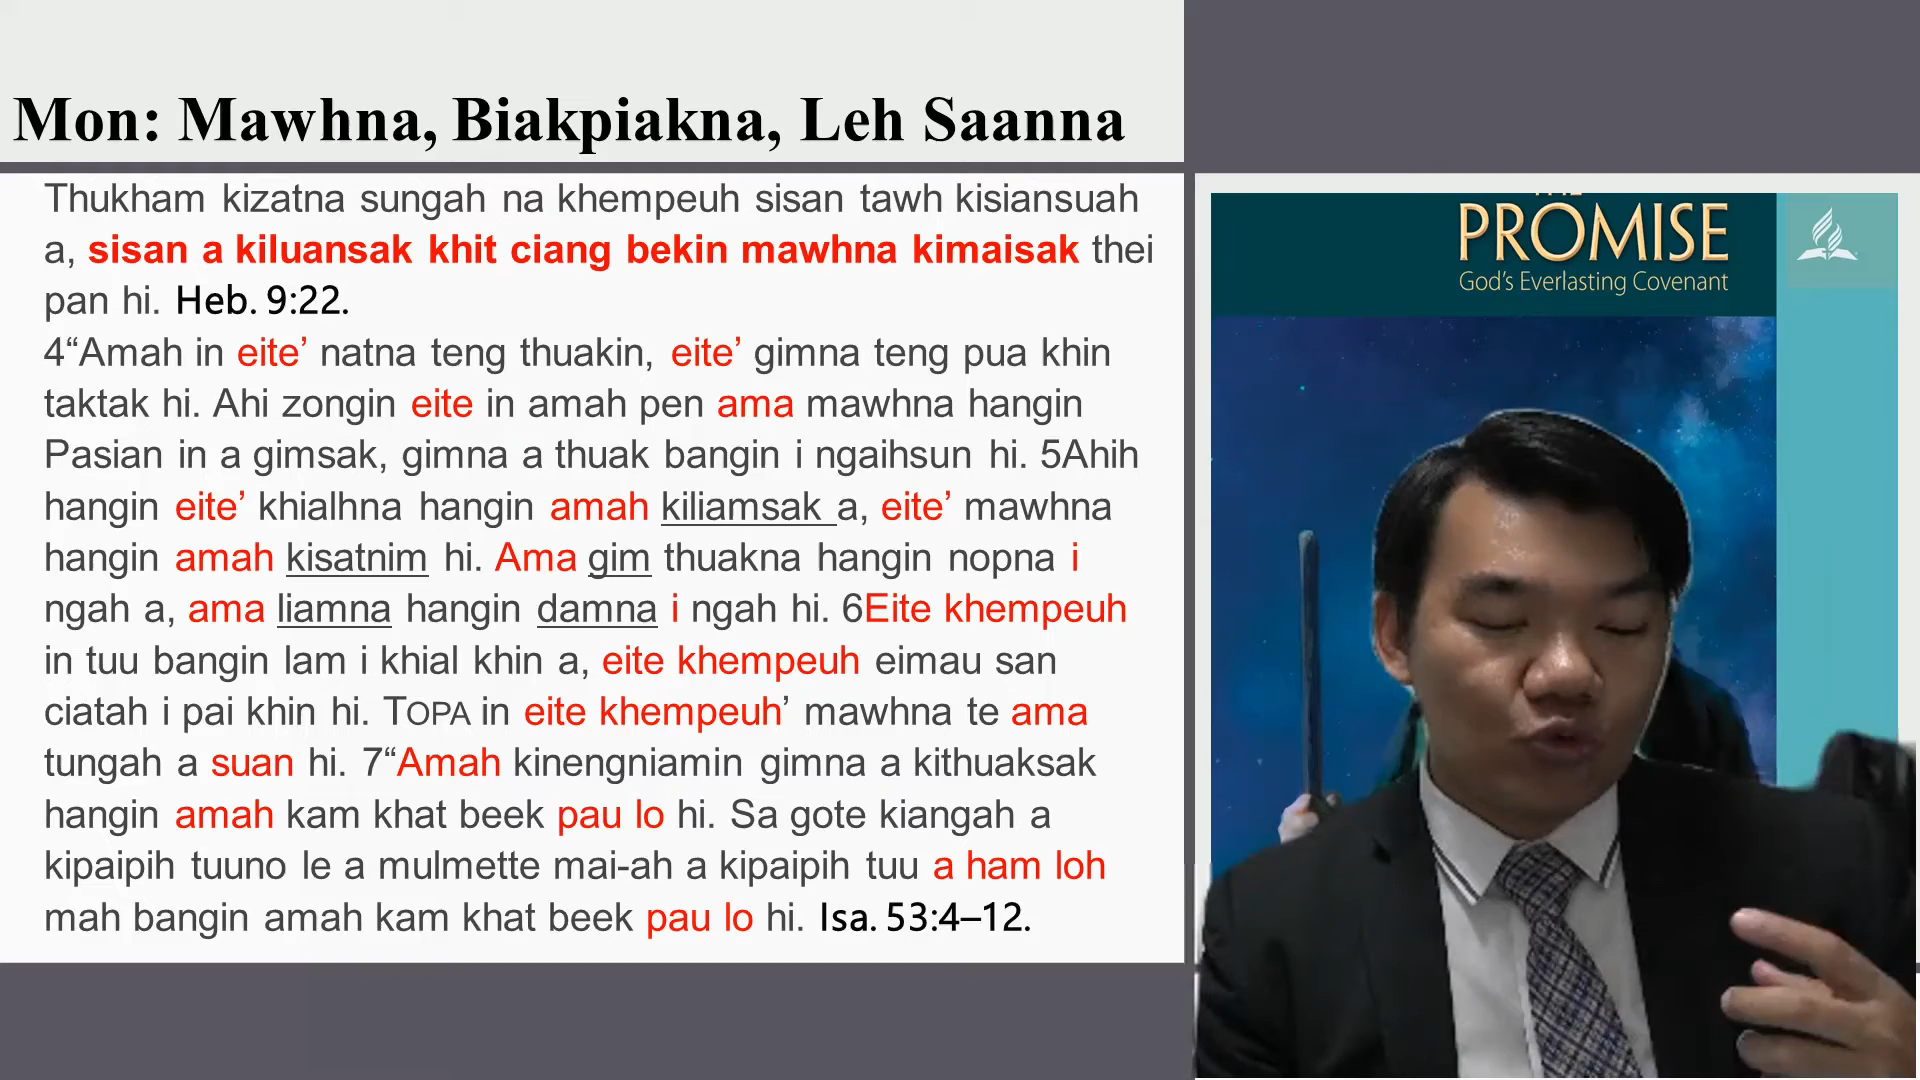 Mon: Mawhna, Biakpiakna, Leh Saanna
Thukham kizatna sungah na khempeuh sisan tawh kisiansuah
a, sisan a kiluansak khit ciang bekin mawhna kimaisak thei
pan hi. Heb. 9:22.
4“Amah in eite’ natna teng thuakin, eite’ gimna teng pua khin
taktak hi. Ahi zongin eite in amah pen ama mawhna hangin
Pasian in a gimsak, gimna a thuak bangin i ngaihsun hi. 5Ahih
hangin eite’ khialhna hangin amah kiliamsak a, eite’ mawhna
hangin amah kisatnim hi. Ama gim thuakna hangin nopna i
ngah a, ama liamna hangin damna i ngah hi. 6Eite khempeuh
in tuu bangin lam i khial khin a, eite khempeuh eimau san
ciatah i pai khin hi. TOPA in eite khempeuh’ mawhna te ama
tungah a suan hi. 7“Amah kinengniamin gimna a kithuaksak
hangin amah kam khat beek pau lo hi. Sa gote kiangah a
kipaipih tuuno le a mulmette mai-ah a kipaipih tuu a ham loh
mah bangin amah kam khat beek pau lo hi. Isa. 53:4–12.
PROMISE
God’s Everlasting Covenant